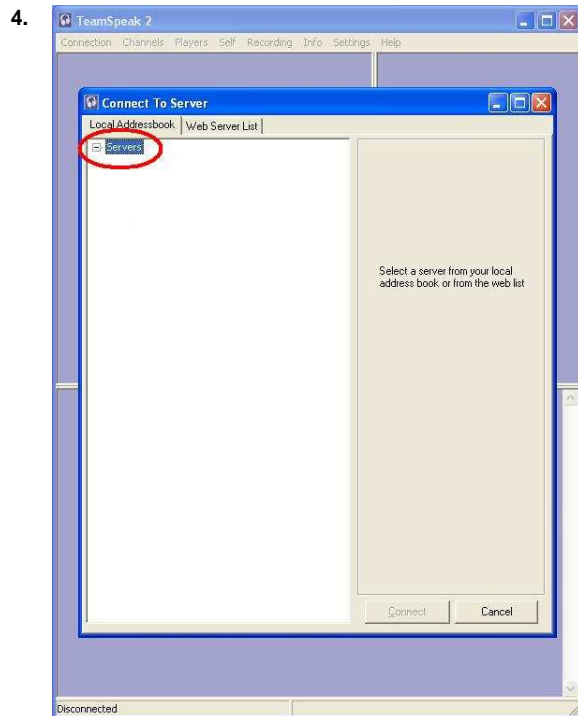 4.
TeamSpeak 2
Connection Channels Players Self Recording Info Settings Help
Connect To Server
Local Addressbook Web Server List
Servers
Select a server from your local
address book or from the web list
Connect Cancel
Disconnected